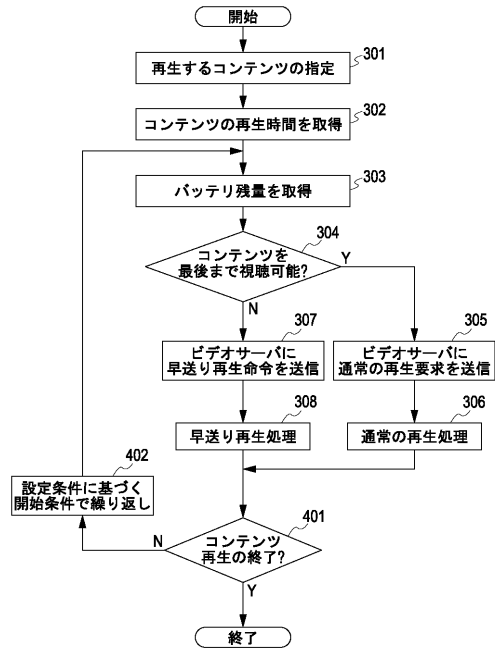 開始
再生するコンテンツの指定
301
コンテンツの再生時間を取得
302
バッテリ残量を取得
303
コンテンツを
最後まで視聴可能?
304
Y
N
307
ビデオサーバに
早送り再生命令を送信
305
ビデオサーバに
通常の再生要求を送信
308
早送り再生処理
306
通常の再生処理
402
設定条件に基づく
開始条件で繰り返し
401
コンテンツ
再生の終了?
N
Y
終了